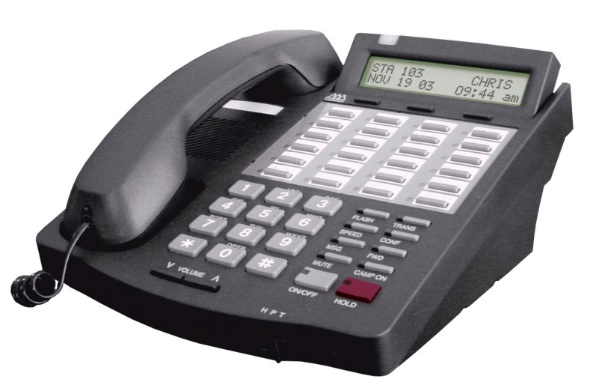 STA 103 CHRIS
NOV 19 03 09:44 am
1 2 3
4 5 6
7 8 9
* 0 #
FLASH TRANS
SPEED CONF
MSG FWD
MUTE CAMP ON
ON/OFF HOLD
V VOLUME Λ
HPT